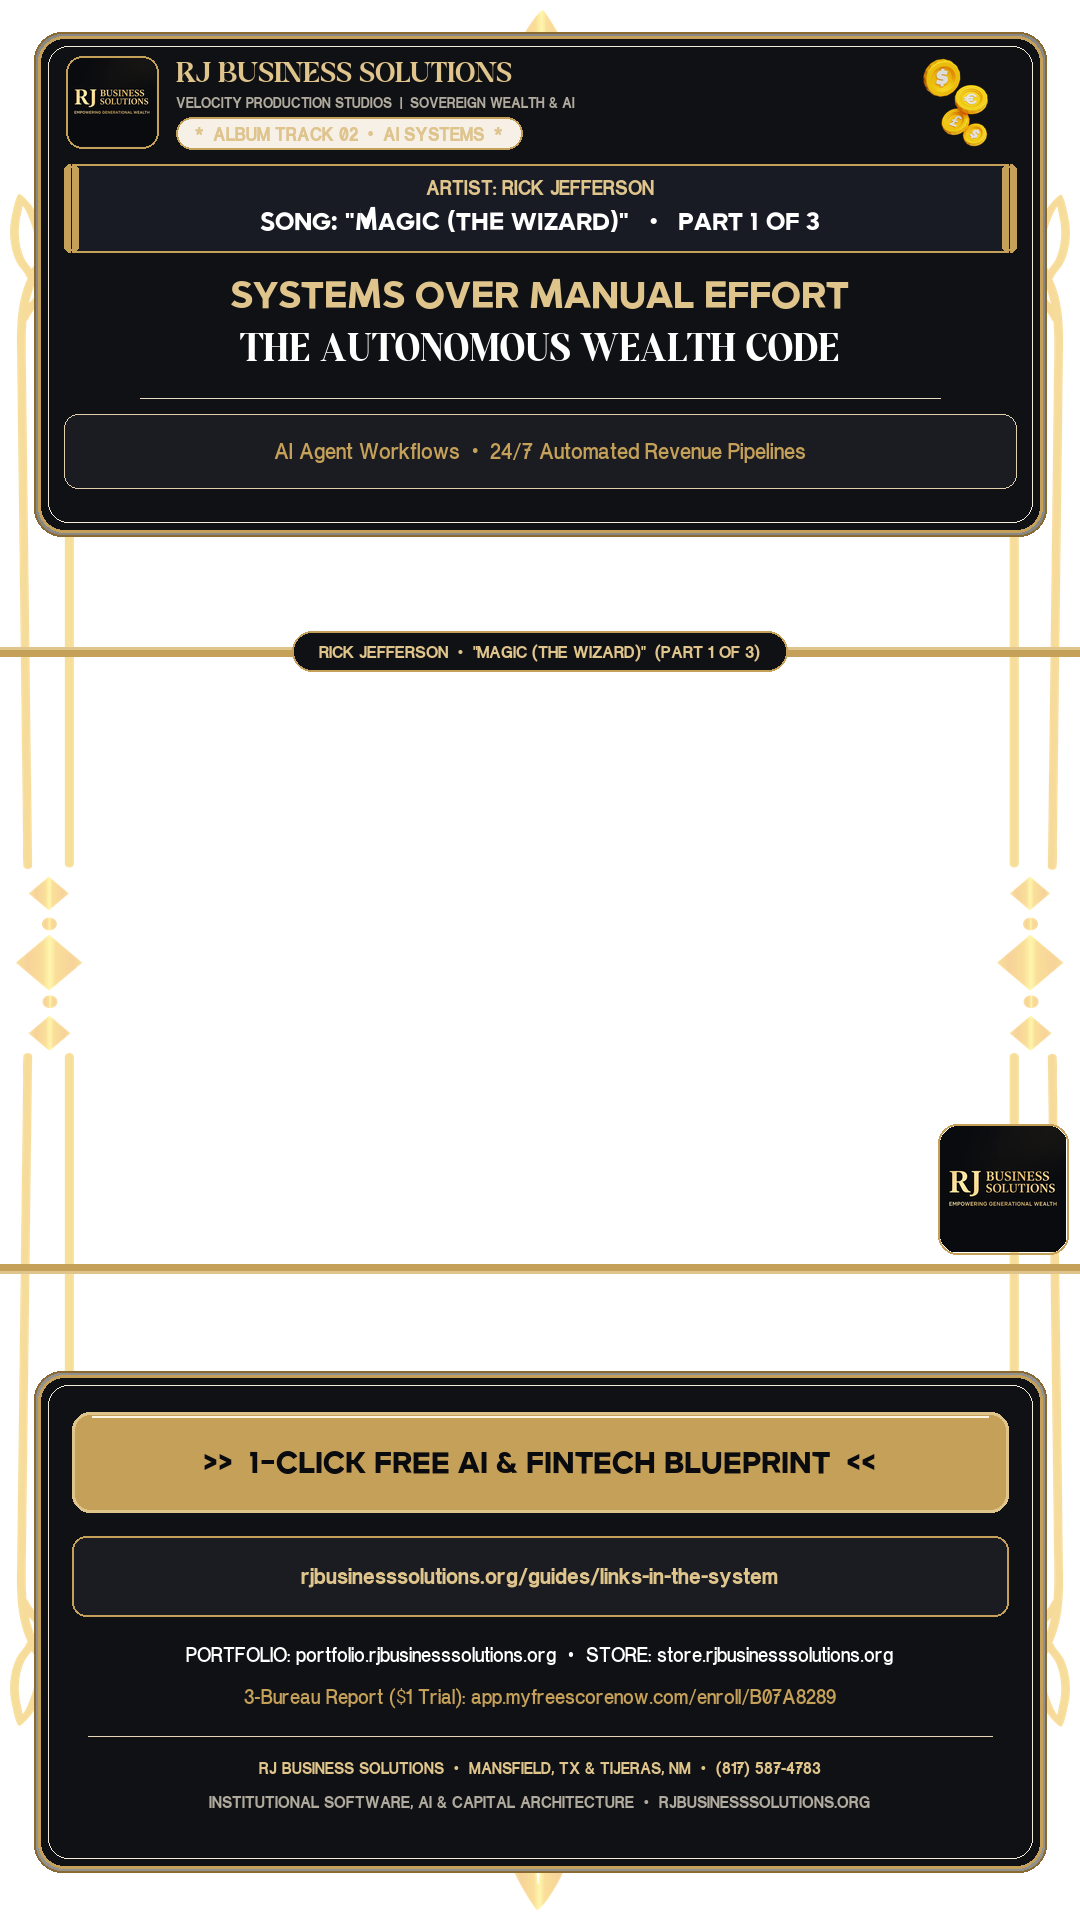 RJ BUSINESS SOLUTIONS
RJ BUSINESS SOLUTIONS
EMPOWERING GENERATIONAL WEALTH
VELOCITY PRODUCTION STUDIOS | SOVEREIGN WEALTH & AI
* ALBUM TRACK 02 • AI SYSTEMS *
ARTIST: RICK JEFFERSON
SONG: "MAGIC (THE WIZARD)" • PART 1 OF 3
SYSTEMS OVER MANUAL EFFORT
THE AUTONOMOUS WEALTH CODE
AI Agent Workflows • 24/7 Automated Revenue Pipelines
RICK JEFFERSON • "MAGIC (THE WIZARD)" (PART 1 OF 3)
RJ BUSINESS SOLUTIONS
EMPOWERING GENERATIONAL WEALTH
>> 1-CLICK FREE AI & FINTECH BLUEPRINT <<
rjbusinesssolutions.org/guides/links-in-the-system
PORTFOLIO: portfolio.rjbusinesssolutions.org • STORE: store.rjbusinesssolutions.org
3-Bureau Report ($1 Trial): app.myfreescorenow.com/enroll/B07A8289
RJ BUSINESS SOLUTIONS • MANSFIELD, TX & TIJERAS, NM • (817) 587-4783
INSTITUTIONAL SOFTWARE, AI & CAPITAL ARCHITECTURE • RJBUSINESSSOLUTIONS.ORG